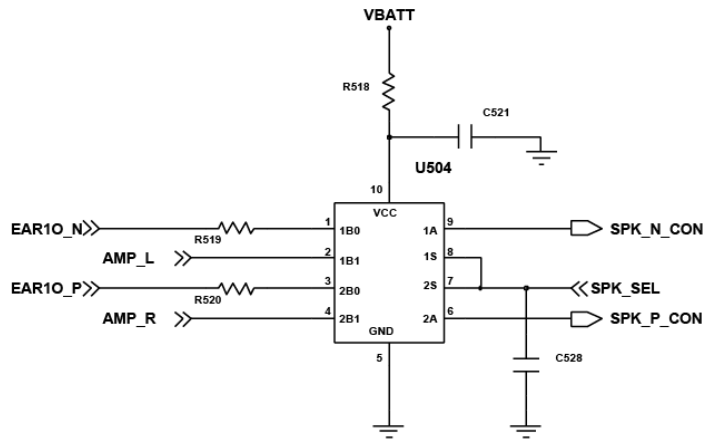 VBATT
R518
C521
U504
10
VCC
EAR1O_N
R519
1
1B0
1A
9
SPK_N_CON
AMP_L
2
1B1
1S
8
EAR1O_P
R520
3
2B0
2S
7
SPK_SEL
AMP_R
4
2B1
2A
6
SPK_P_CON
GND
5
C528